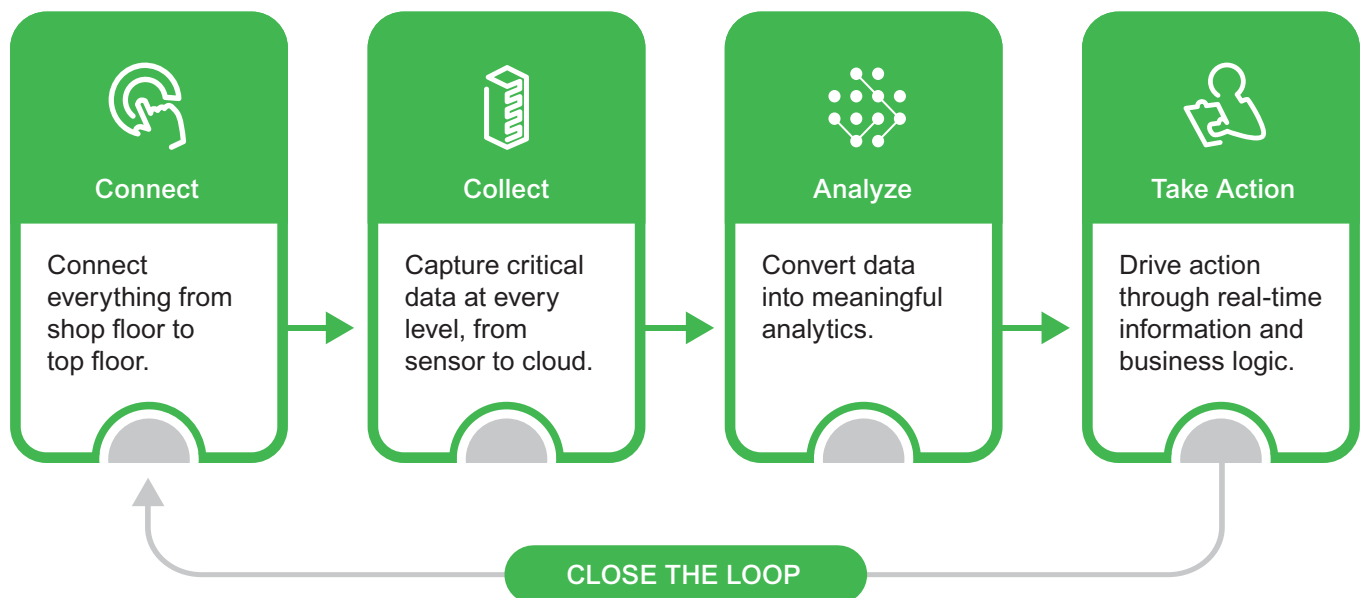 Connect
Connect
everything from
shop floor to
top floor.
Collect
Capture critical
data at every
level, from
sensor to cloud.
Analyze
Convert data
into meaningful
analytics.
Take Action
Drive action
through real-time
information and
business logic.
CLOSE THE LOOP